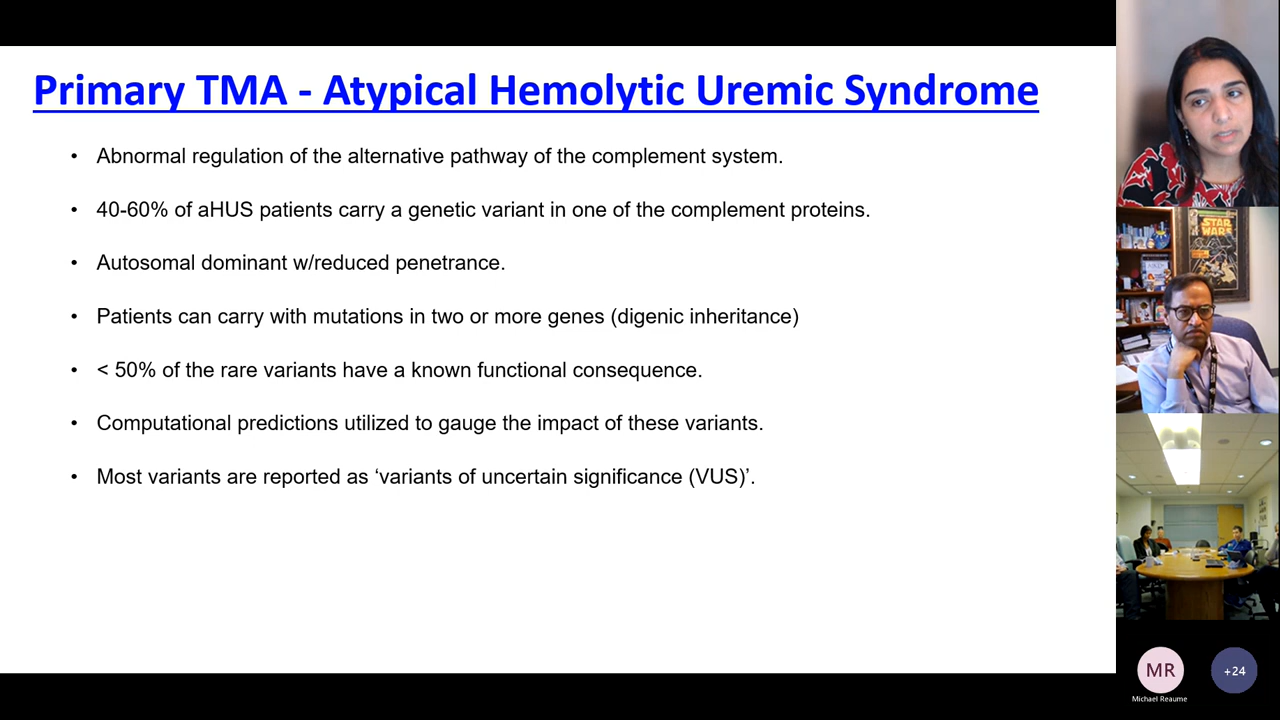 Primary TMA - Atypical Hemolytic Uremic Syndrome
• Abnormal regulation of the alternative pathway of the complement system.
• 40-60% of aHUS patients carry a genetic variant in one of the complement proteins.
• Autosomal dominant w/reduced penetrance.
• Patients can carry with mutations in two or more genes (digenic inheritance)
• < 50% of the rare variants have a known functional consequence.
• Computational predictions utilized to gauge the impact of these variants.
• Most variants are reported as ‘variants of uncertain significance (VUS)’.
STAR
WARS
MR
+24
Michael Reaume